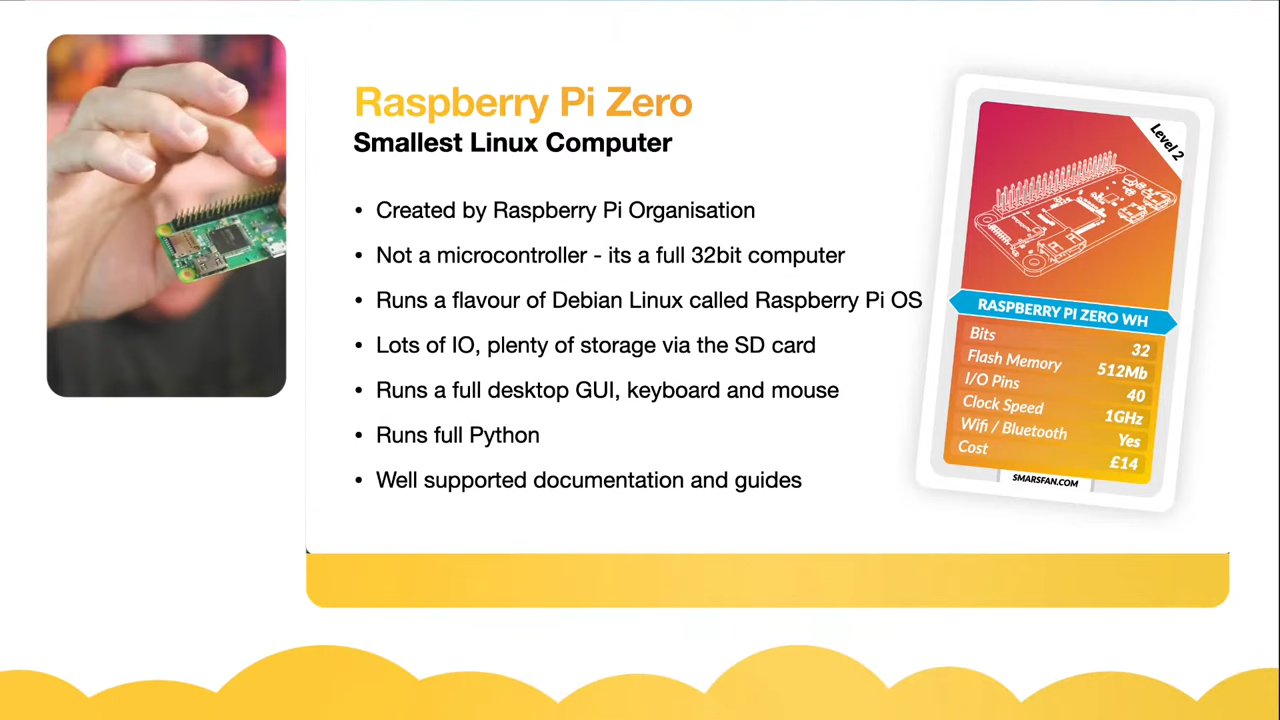 Raspberry Pi Zero
Smallest Linux Computer
• Created by Raspberry Pi Organisation
• Not a microcontroller - its a full 32bit computer
• Runs a flavour of Debian Linux called Raspberry Pi OS
• Lots of IO, plenty of storage via the SD card
• Runs a full desktop GUI, keyboard and mouse
• Runs full Python
• Well supported documentation and guides
Level 2
RASPBERRY PI ZERO WH
Bits 32
Flash Memory 512Mb
I/O Pins 40
Clock Speed 1GHz
Wifi / Bluetooth Yes
Cost £14
SMARSFAN.COM